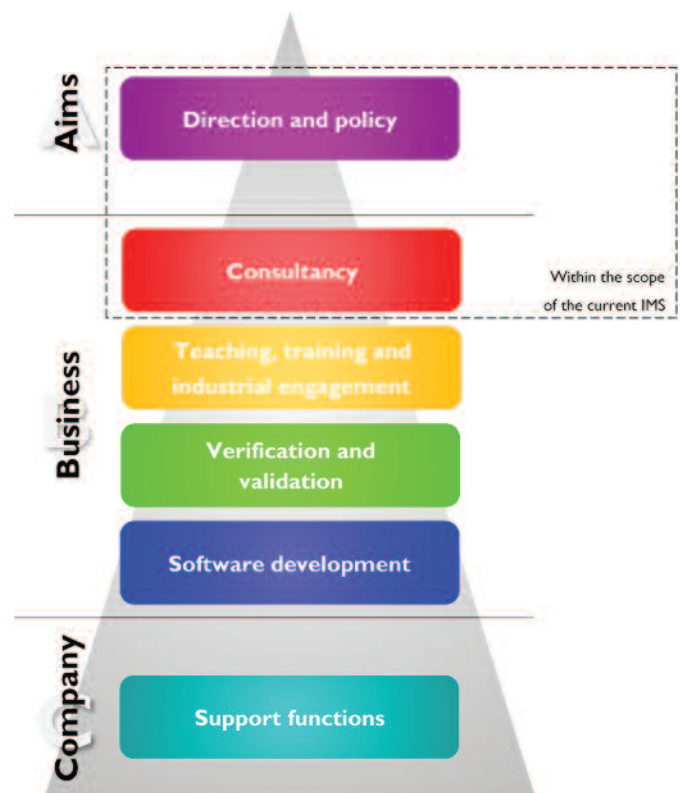 Aims
Direction and policy
Consultancy
Within the scope
of the current IMS
Business
Teaching, training and
industrial engagement
Verification and
validation
Software development
Company
Support functions